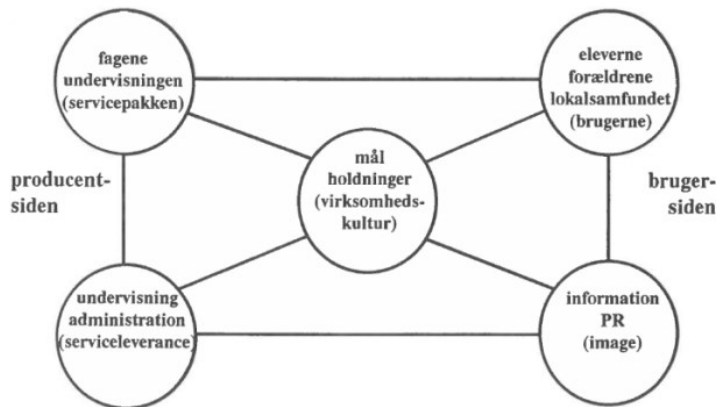 fagene
undervisningen
(servicepakken)
eleverne
forældrene
lokalsamfundet
(brugerne)
producent-
siden
mål
holdninger
(virksomheds-
kultur)
bruger-
siden
undervisning
administration
(serviceleverance)
information
PR
(image)